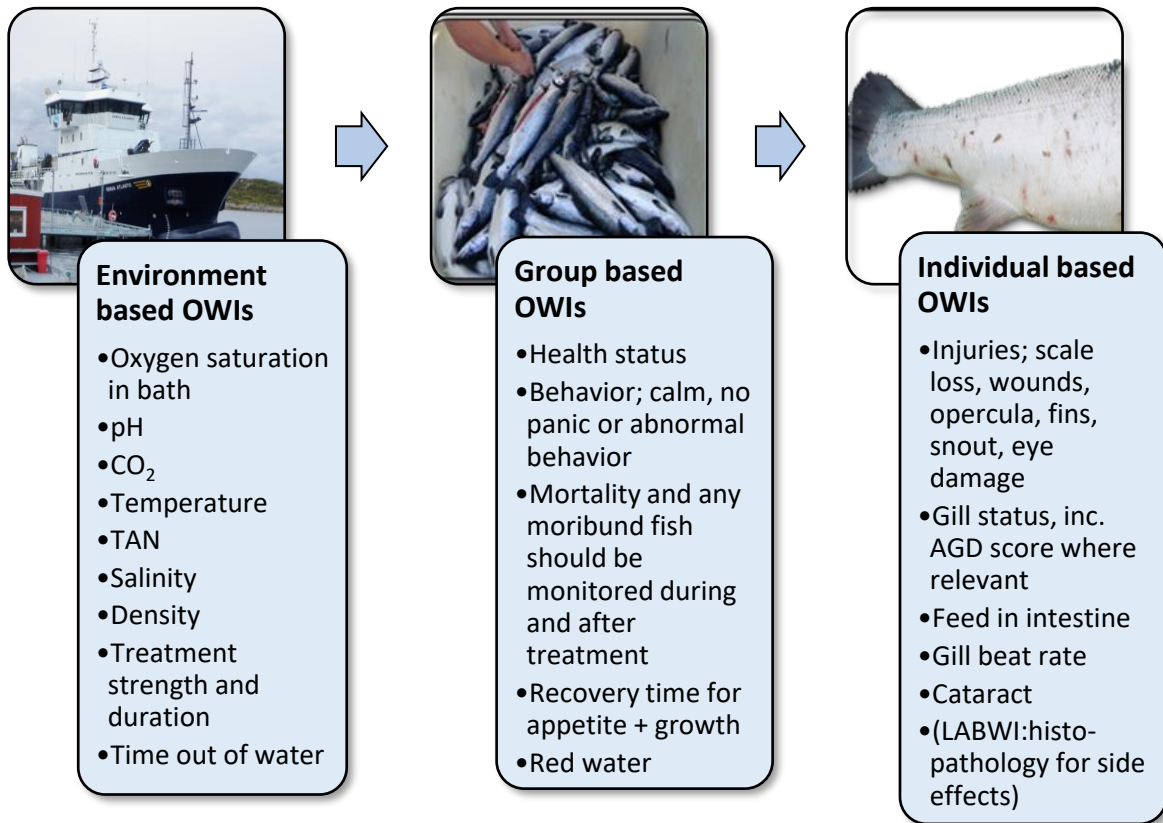 Environment
based OWIs
•Oxygen saturation
in bath
•pH
•CO₂
•Temperature
•TAN
•Salinity
•Density
•Treatment
strength and
duration
•Time out of water
Group based
OWIs
•Health status
•Behavior; calm, no
panic or abnormal
behavior
•Mortality and any
moribund fish
should be
monitored during
and after
treatment
•Recovery time for
appetite + growth
•Red water
Individual based
OWIs
•Injuries; scale
loss, wounds,
opercula, fins,
snout, eye
damage
•Gill status, inc.
AGD score where
relevant
•Feed in intestine
•Gill beat rate
•Cataract
•(LABWI:histo-
pathology for side
effects)